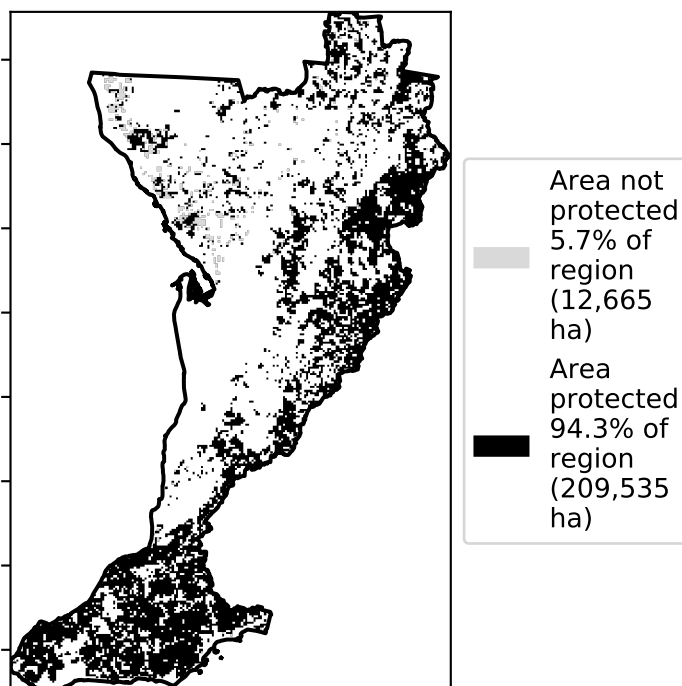 Area not
protected
5.7% of
region
(12,665
ha)
Area
protected
94.3% of
region
(209,535
ha)